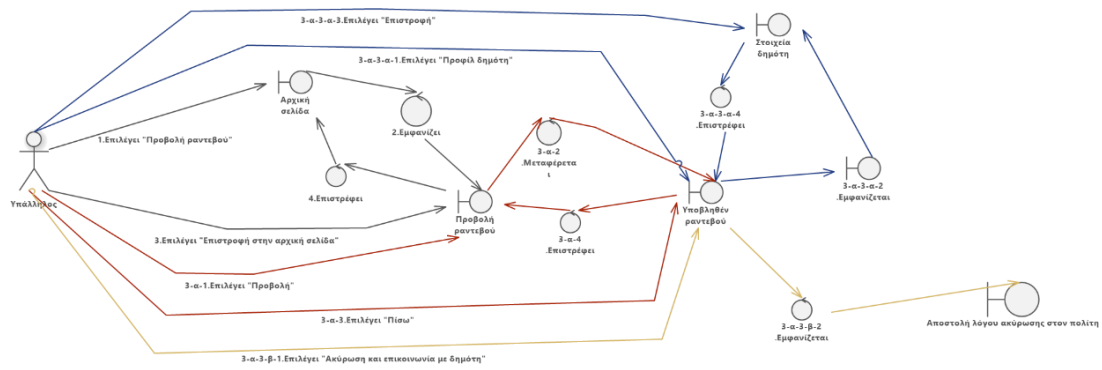 3-α-3-α-3.Επιλέγει "Επιστροφή"
Στοιχεία
δημότη
3-α-3-α-1.Επιλέγει "Προφίλ δημότη"
Αρχική
σελίδα
3-α-3-α-4
.Επιστρέφει
1.Επιλέγει "Προβολή ραντεβού"
2.Εμφανίζει
3-α-2
.Μεταφέρετα
ι
3-α-3-α-2
.Εμφανίζεται
4.Επιστρέφει
Υπάλληλος
Προβολή
ραντεβού
Υποβληθέν
ραντεβού
3-α-4
.Επιστρέφει
3.Επιλέγει "Επιστροφή στην αρχική σελίδα"
3-α-1.Επιλέγει "Προβολή"
3-α-3.Επιλέγει "Πίσω"
3-α-3-β-2
.Εμφανίζεται
Αποστολή λόγου ακύρωσης στον πολίτη
3-α-3-β-1.Επιλέγει "Ακύρωση και επικοινωνία με δημότη"